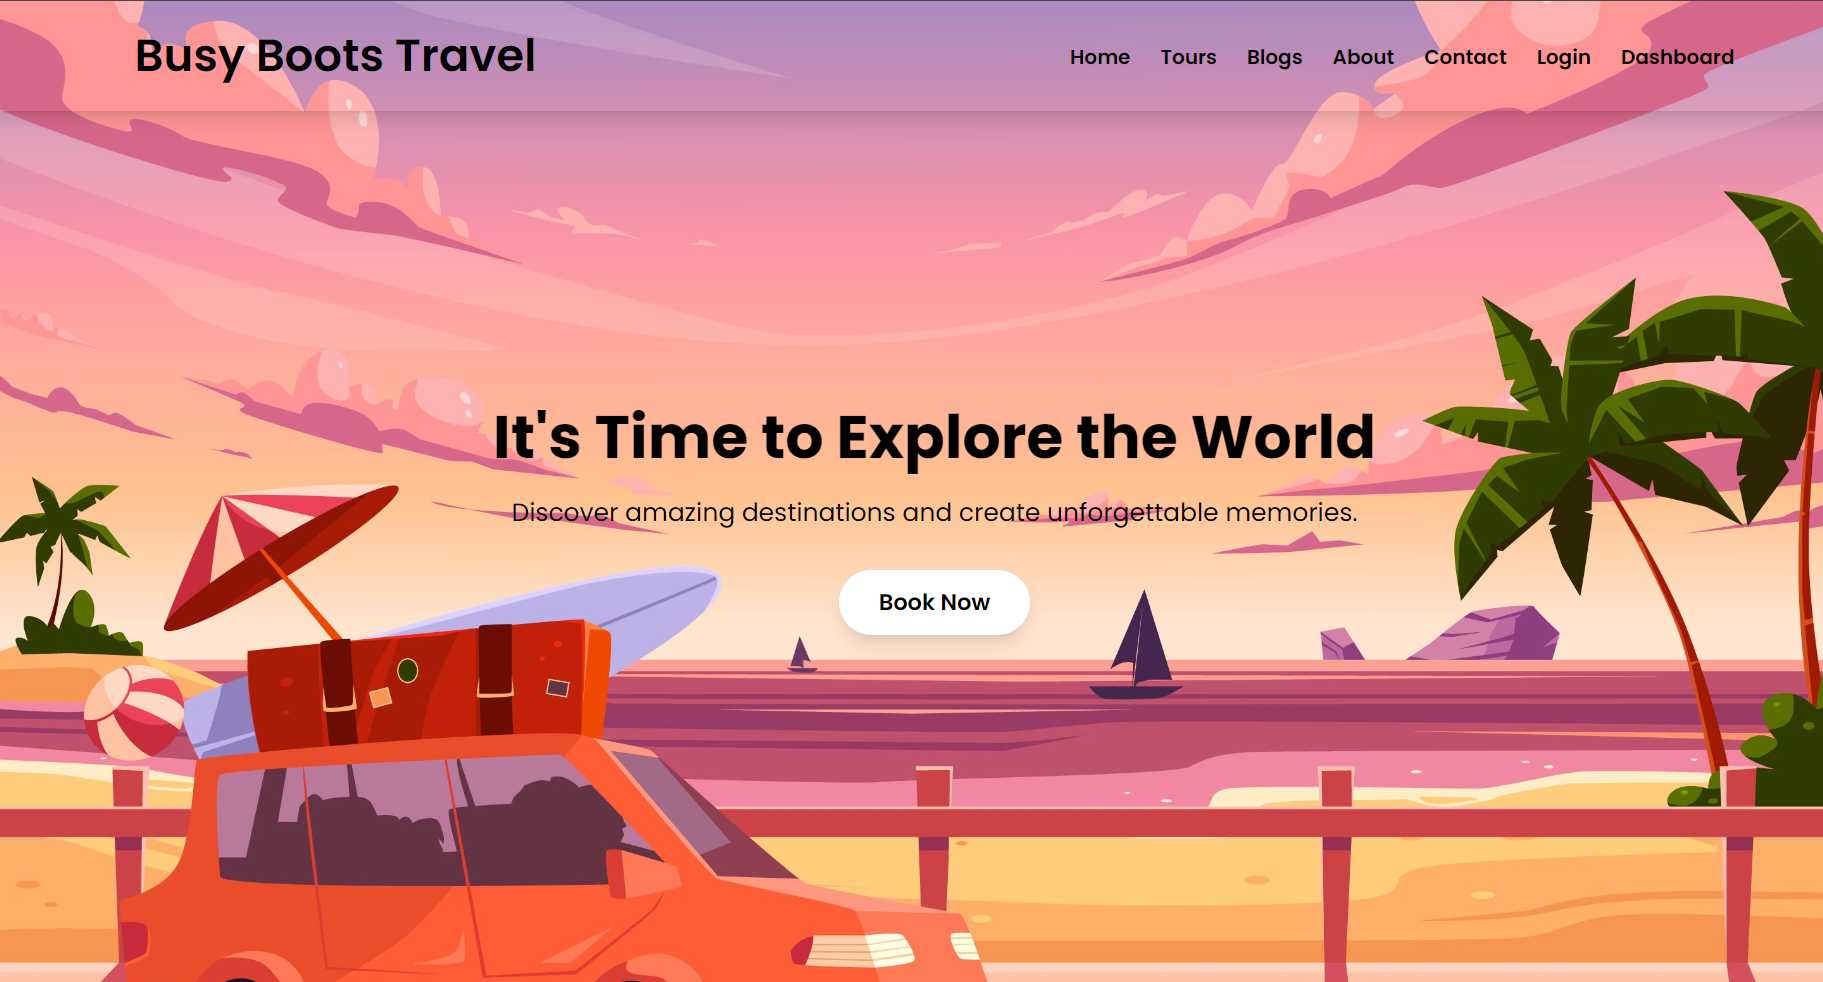 Busy Boots Travel
Home Tours Blogs About Contact Login Dashboard
It's Time to Explore the World
Discover amazing destinations and create unforgettable memories.
Book Now